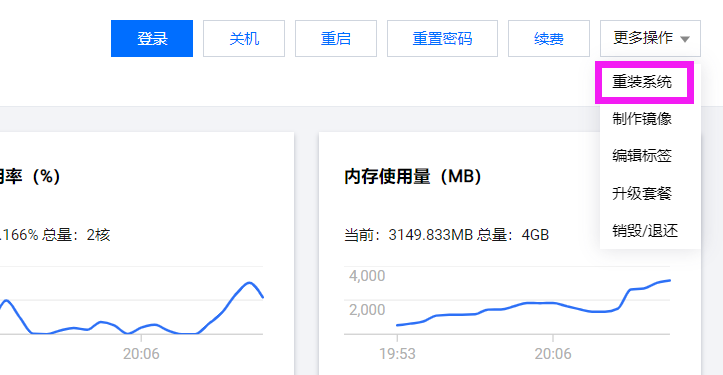 登录 关机 重启 重置密码 续费 更多操作
重装系统
制作镜像
编辑标签
升级套餐
销毁/退还
用率（%）
.166% 总量：2核
20:06
内存使用量（MB）
当前：3149.833MB 总量：4GB
4,000
2,000
19:53 20:06